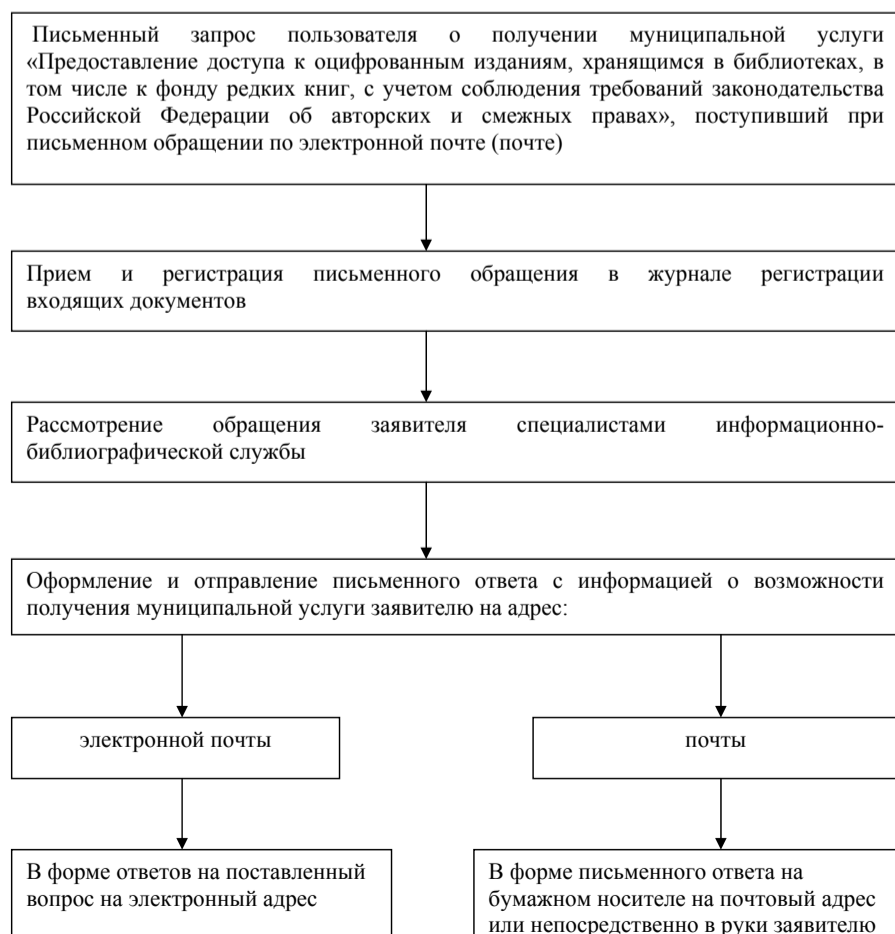 Письменный запрос пользователя о получении муниципальной услуги
«Предоставление доступа к оцифрованным изданиям, хранящимся в библиотеках, в
том числе к фонду редких книг, с учетом соблюдения требований законодательства
Российской Федерации об авторских и смежных правах», поступивший при
письменном обращении по электронной почте (почте)
Прием и регистрация письменного обращения в журнале регистрации
входящих документов
Рассмотрение обращения заявителя специалистами информационно-
библиографической службы
Оформление и отправление письменного ответа с информацией о возможности
получения муниципальной услуги заявителю на адрес:
электронной почты
почты
В форме ответов на поставленный
вопрос на электронный адрес
В форме письменного ответа на
бумажном носителе на почтовый адрес
или непосредственно в руки заявителю